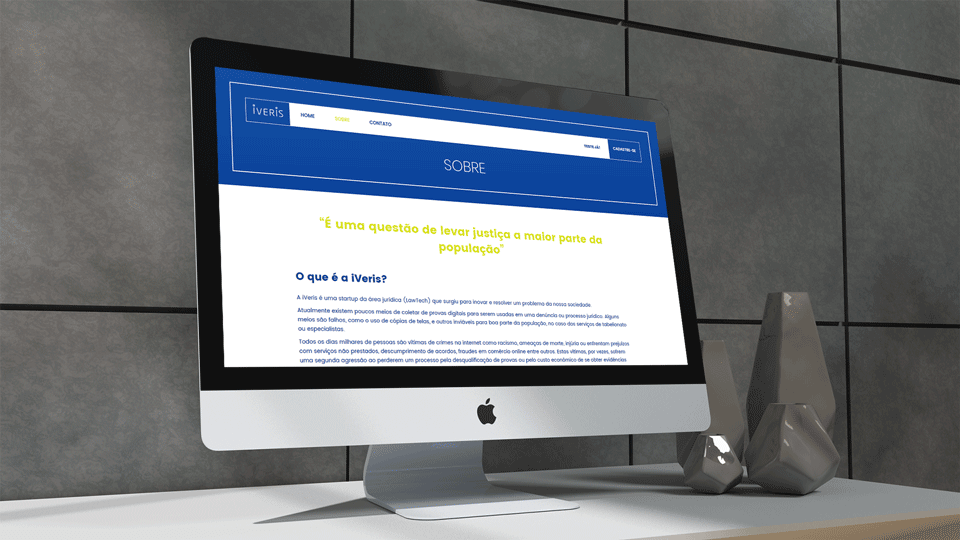 iVERIS
HOME
SOBRE
CONTATO
CADASTRE-SE
SOBRE
"É uma questão de levar justiça a maior parte da
população"
O que é a iVeris?
A iVeris é uma startup da área jurídica (LawTech) que surgiu para inovar e resolver um problema da nossa sociedade.
Atualmente existem poucos meios de coletar de provas digitais para serem usadas em uma denúncia ou processo jurídico. Alguns
meios são falhos, como o uso de cópias de telas, e outros inviáveis para boa parte da população, no caso dos serviços de tabelionato
ou especialistas.
Todos os dias milhares de pessoas são vítimas de crimes na internet como racismo, ameaças de morte, injúria ou enfrentam prejuízos
com serviços não prestados, descumprimento de acordos, fraudes em comércio online entre outros. Estas vítimas, por vezes, sofrem
uma segunda agressão ao perderem um processo pela desqualificação de provas ou pelo custo econômico de se obter evidências